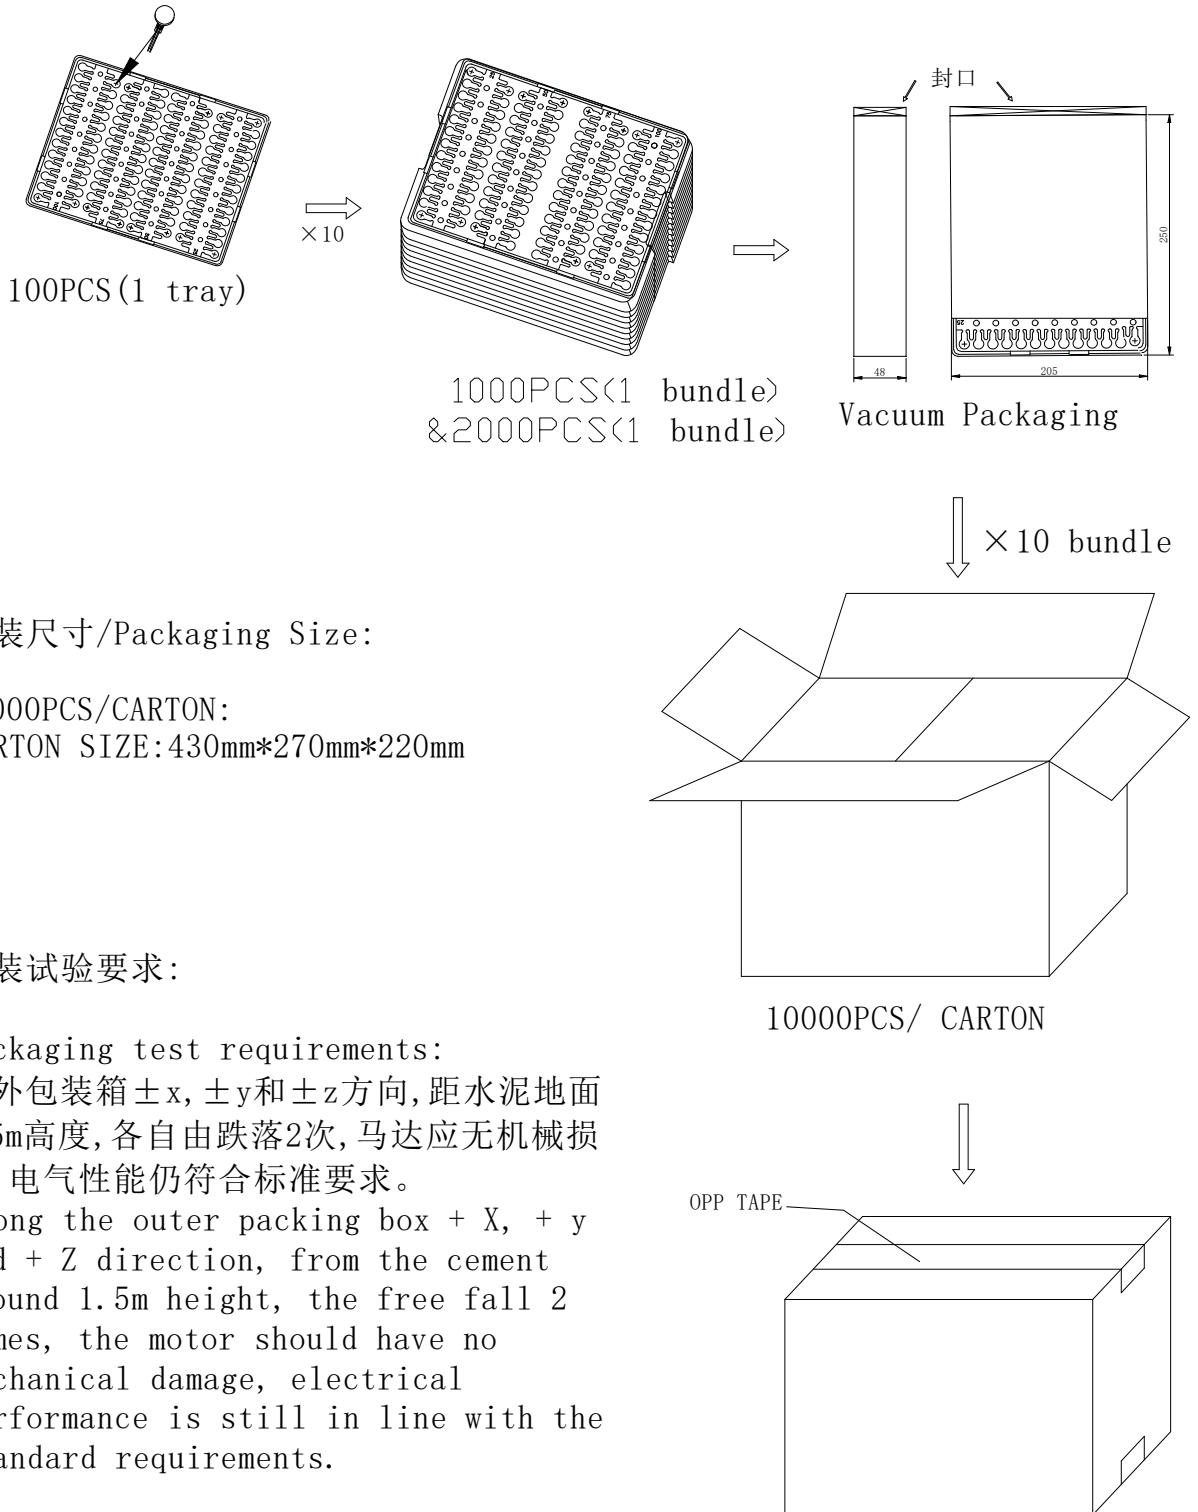 封口
×10
100PCS(1 tray)
250
25
48
205
1000PCS(1 bundle)
&2000PCS(1 bundle)
Vacuum Packaging
×10 bundle
装尺寸/Packaging Size:
000PCS/CARTON:
RTON SIZE:430mm*270mm*220mm
装试验要求:
ckaging test requirements:
外包装箱±x,±y和±z方向,距水泥地面
5m高度,各自由跌落2次,马达应无机械损
电气性能仍符合标准要求。
ong the outer packing box + X, + y
d + Z direction, from the cement
ound 1.5m height, the free fall 2
mes, the motor should have no
chanical damage, electrical
rformance is still in line with the
andard requirements.
10000PCS/ CARTON
OPP TAPE